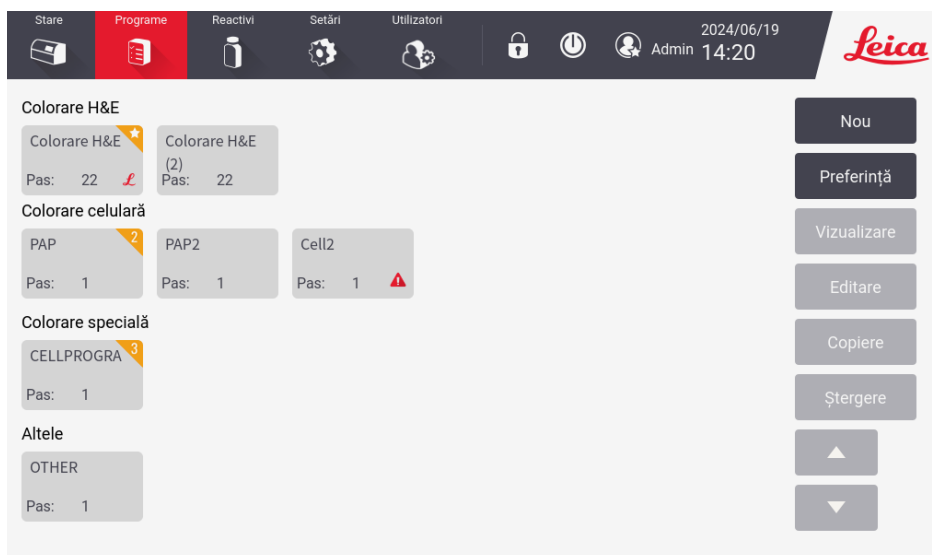 Stare
Programe
Reactivi
Setări
Utilizatori
Admin
2024/06/19
14:20
Leica
Colorare H&E
Colorare H&E
Pas: 22
Colorare H&E
(2)
Pas: 22
Colorare celulară
PAP
2
Pas: 1
PAP2
Pas: 1
Cell2
Pas: 1
Colorare specială
CELLPROGRA
3
Pas: 1
Altele
OTHER
Pas: 1
Nou
Preferință
Vizualizare
Editare
Copiere
Ștergere